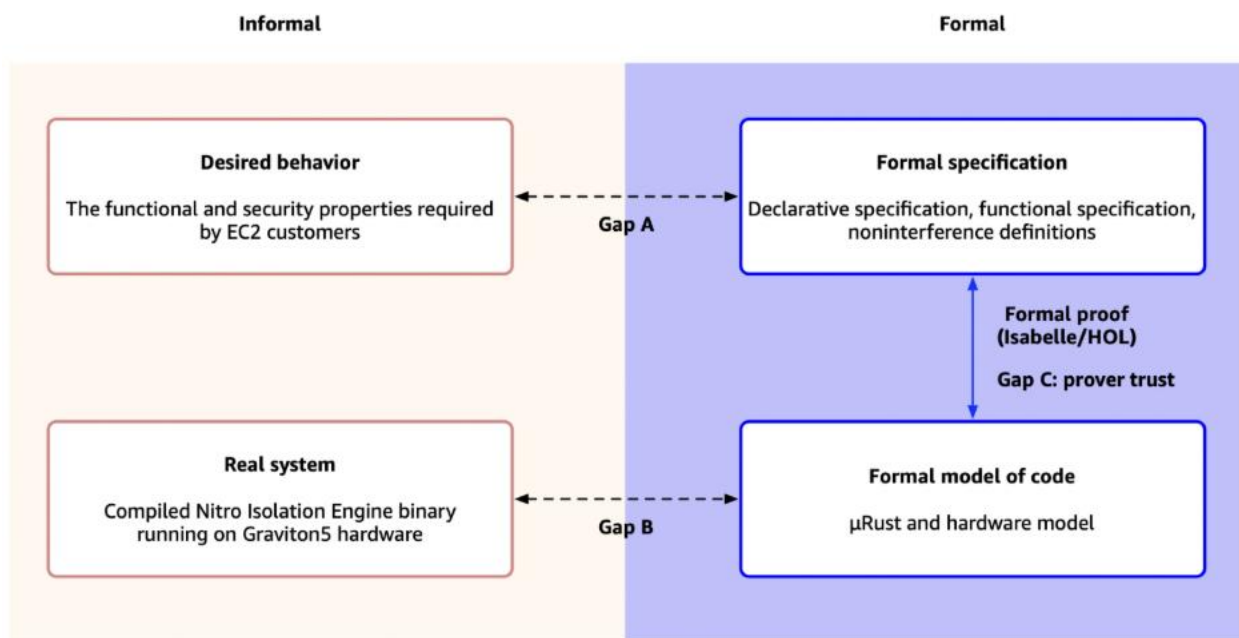 Informal
Formal
Desired behavior
The functional and security properties required
by EC2 customers
Gap A
Formal specification
Declarative specification, functional specification,
noninterference definitions
Formal proof
(Isabelle/HOL)
Gap C: prover trust
Real system
Compiled Nitro Isolation Engine binary
running on Graviton5 hardware
Gap B
Formal model of code
μRust and hardware model